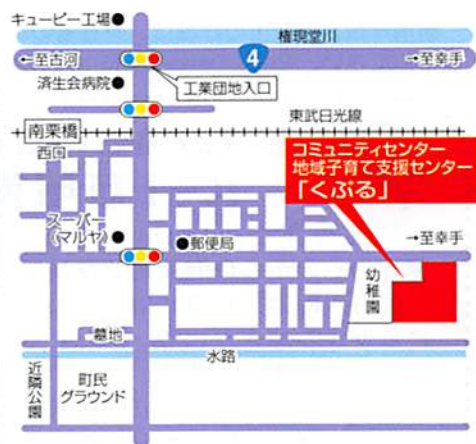 キューピー工場
権現堂川
←至古河
4
→至幸手
済生会病院
工業団地入口
東武日光線
南栗橋
西口
コミュニティセンター
地域子育て支援センター
「くぷる」
スーパー
(マルヤ)
郵便局
→至幸手
幼稚園
墓地
水路
近隣公園
町民
グラウンド